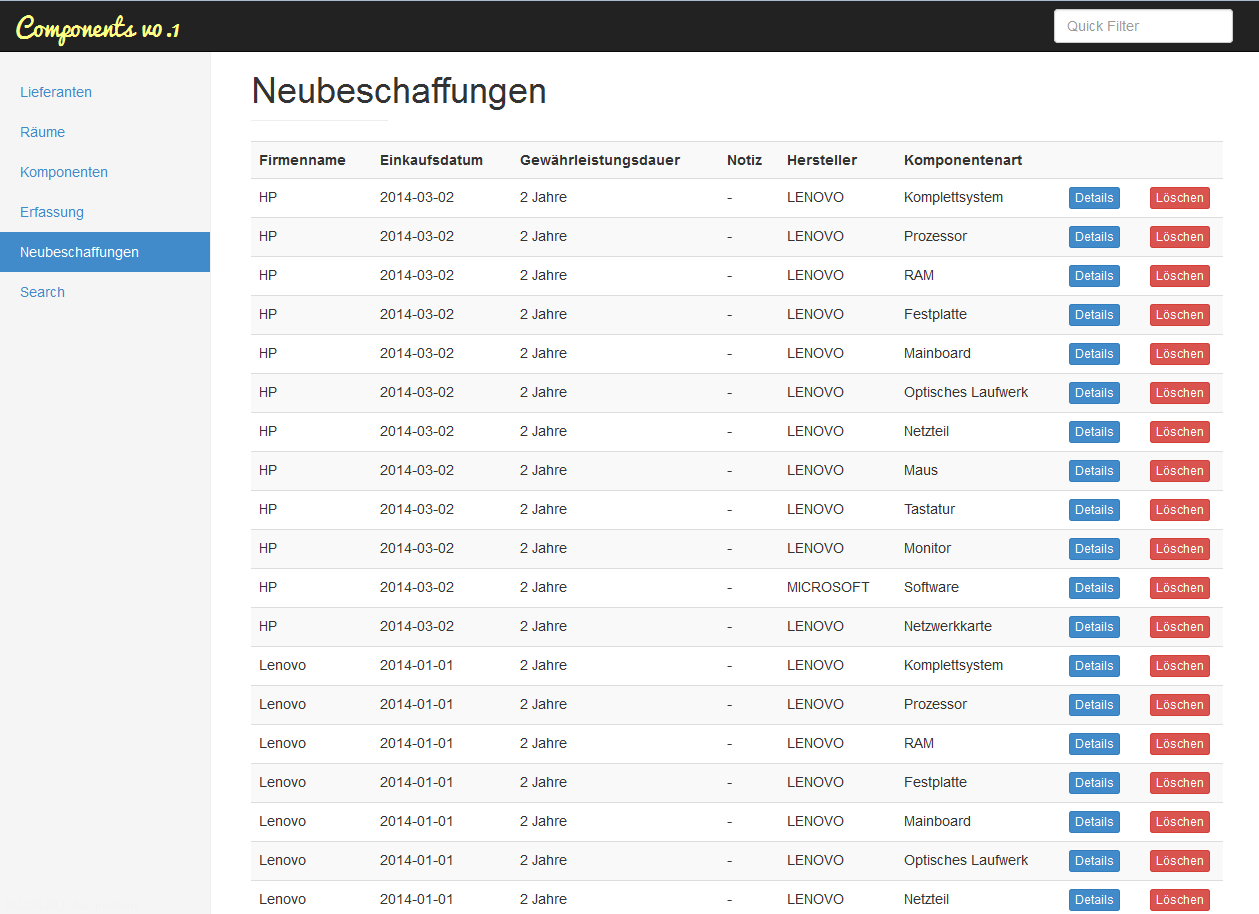 Components v0.1
Quick Filter
Lieferanten
Räume
Komponenten
Erfassung
Neubeschaffungen
Search
Neubeschaffungen
Firmenname Einkaufsdatum Gewährleistungsdauer Notiz Hersteller Komponentenart
HP 2014-03-02 2 Jahre - LENOVO Komplettsystem Details Löschen
HP 2014-03-02 2 Jahre - LENOVO Prozessor Details Löschen
HP 2014-03-02 2 Jahre - LENOVO RAM Details Löschen
HP 2014-03-02 2 Jahre - LENOVO Festplatte Details Löschen
HP 2014-03-02 2 Jahre - LENOVO Mainboard Details Löschen
HP 2014-03-02 2 Jahre - LENOVO Optisches Laufwerk Details Löschen
HP 2014-03-02 2 Jahre - LENOVO Netzteil Details Löschen
HP 2014-03-02 2 Jahre - LENOVO Maus Details Löschen
HP 2014-03-02 2 Jahre - LENOVO Tastatur Details Löschen
HP 2014-03-02 2 Jahre - LENOVO Monitor Details Löschen
HP 2014-03-02 2 Jahre - MICROSOFT Software Details Löschen
HP 2014-03-02 2 Jahre - LENOVO Netzwerkkarte Details Löschen
Lenovo 2014-01-01 2 Jahre - LENOVO Komplettsystem Details Löschen
Lenovo 2014-01-01 2 Jahre - LENOVO Prozessor Details Löschen
Lenovo 2014-01-01 2 Jahre - LENOVO RAM Details Löschen
Lenovo 2014-01-01 2 Jahre - LENOVO Festplatte Details Löschen
Lenovo 2014-01-01 2 Jahre - LENOVO Mainboard Details Löschen
Lenovo 2014-01-01 2 Jahre - LENOVO Optisches Laufwerk Details Löschen
Lenovo 2014-01-01 2 Jahre - LENOVO Netzteil Details Löschen